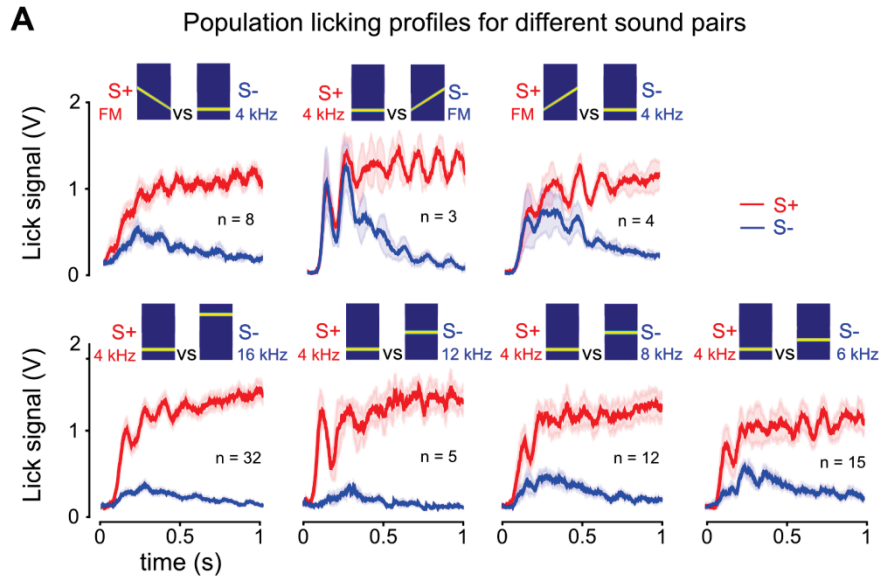 A
Population licking profiles for different sound pairs
Lick signal (V)
2
1
0
S+
FM
vs
S-
4 kHz
n = 8
S+
4 kHz
vs
S-
FM
n = 3
S+
FM
vs
S-
4 kHz
n = 4
S+
S-
Lick signal (V)
2
1
0
S+
4 kHz
vs
S-
16 kHz
n = 32
S+
4 kHz
vs
S-
12 kHz
n = 5
S+
4 kHz
vs
S-
8 kHz
n = 12
S+
4 kHz
vs
S-
6 kHz
n = 15
0 0.5 1
0 0.5 1
0 0.5 1
0 0.5 1
time (s)